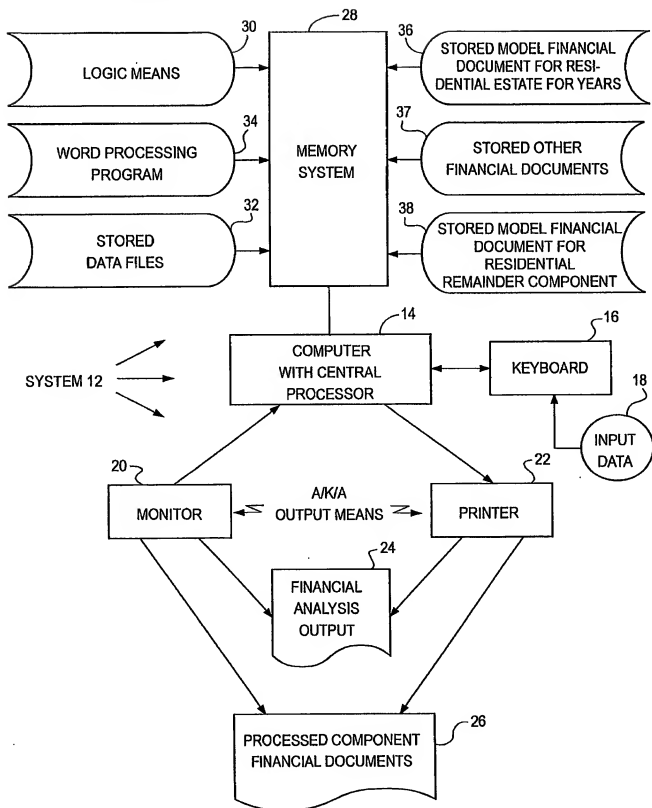 30
28
36
LOGIC MEANS
STORED MODEL FINANCIAL
DOCUMENT FOR RESI-
DENTIAL ESTATE FOR YEARS
34
37
WORD PROCESSING
PROGRAM
MEMORY
SYSTEM
STORED OTHER
FINANCIAL DOCUMENTS
32
38
STORED
DATA FILES
STORED MODEL FINANCIAL
DOCUMENT FOR
RESIDENTIAL
REMAINDER COMPONENT
14
16
SYSTEM 12
COMPUTER
WITH CENTRAL
PROCESSOR
KEYBOARD
18
INPUT
DATA
20
22
MONITOR
A/K/A
OUTPUT MEANS
PRINTER
24
FINANCIAL
ANALYSIS
OUTPUT
26
PROCESSED COMPONENT
FINANCIAL DOCUMENTS